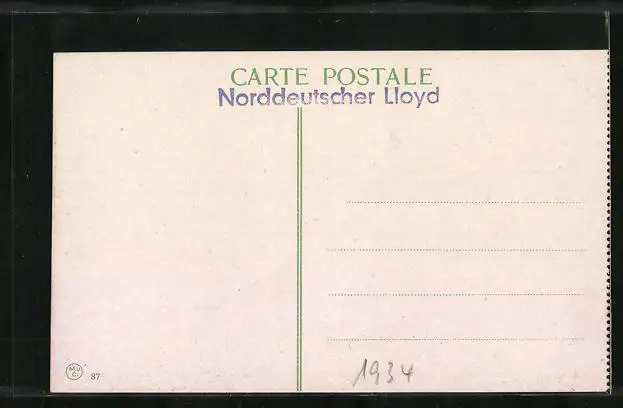 CARTE POSTALE
Norddeutscher Lloyd
M.J.
C.
87
1934